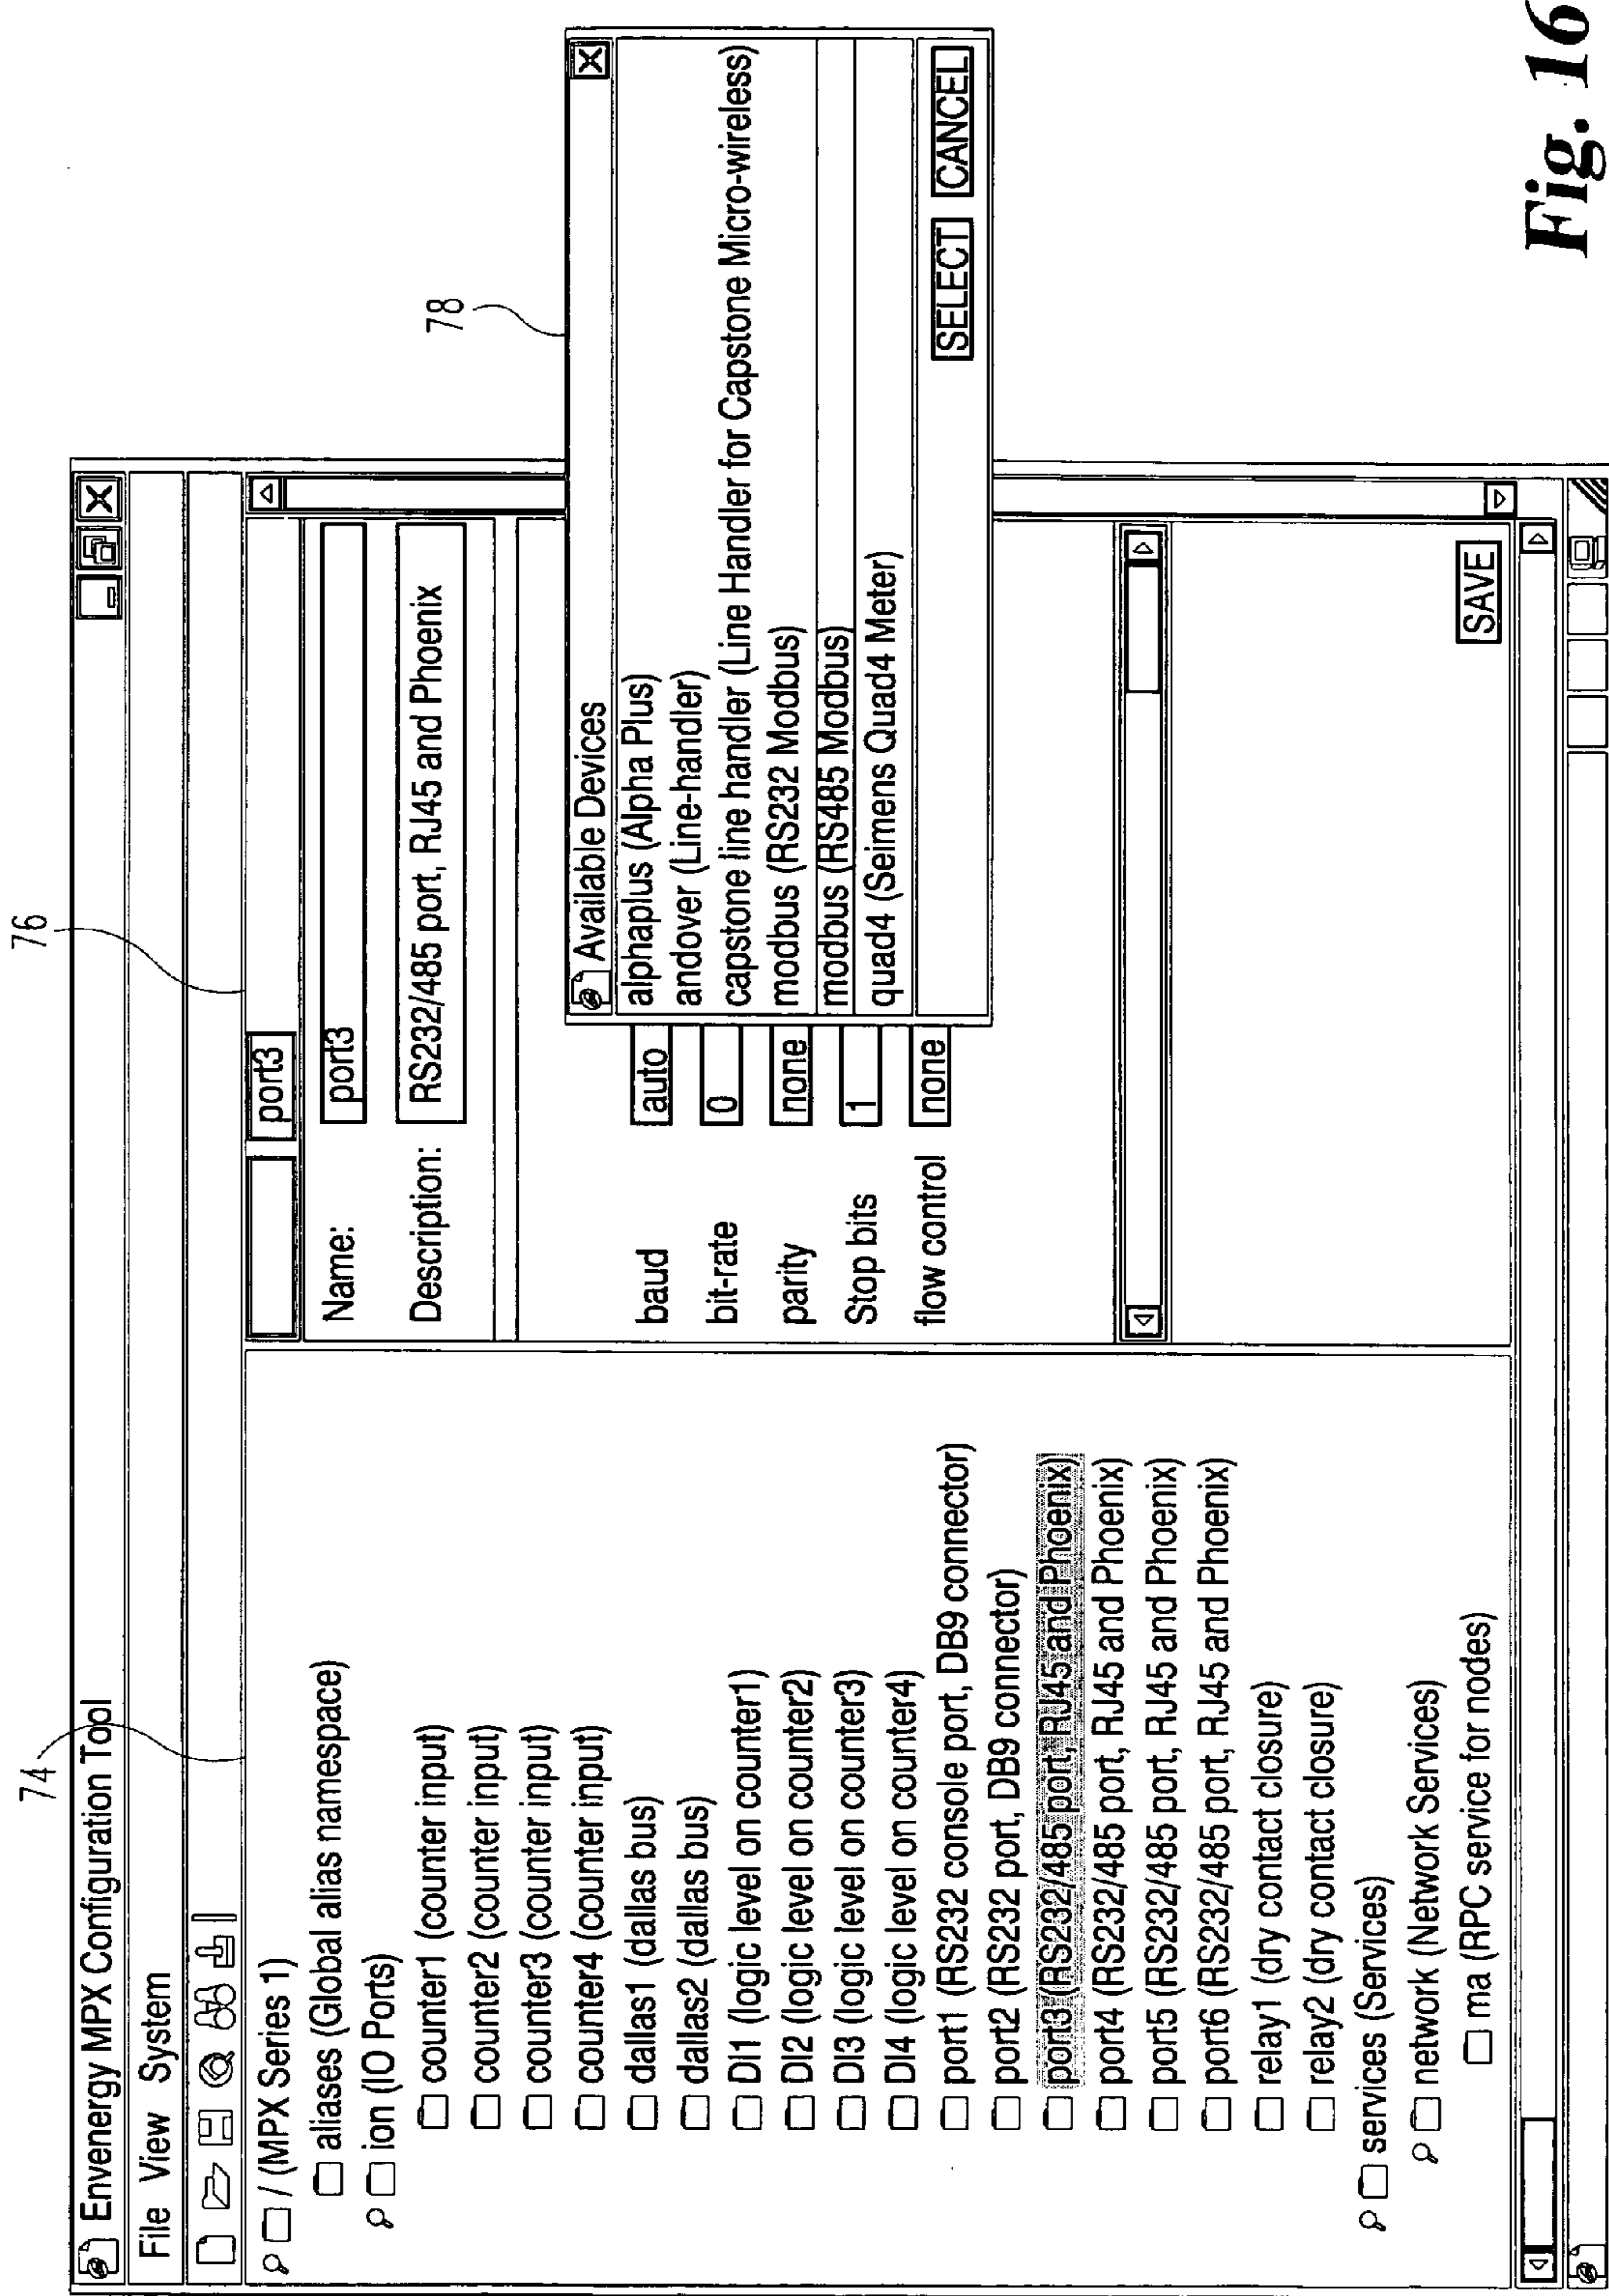 74
76
Envenergy MPX Configuration Tool
File View System
/ (MPX Series 1)
aliases (Global alias namespace)
ion (IO Ports)
counter1 (counter input)
counter2 (counter input)
counter3 (counter input)
counter4 (counter input)
dallas1 (dallas bus)
dallas2 (dallas bus)
DI1 (logic level on counter1)
DI2 (logic level on counter2)
DI3 (logic level on counter3)
DI4 (logic level on counter4)
port1 (RS232 console port, DB9 connector)
port2 (RS232 port, DB9 connector)
port3 (RS232/485 port, RJ45 and Phoenix)
port4 (RS232/485 port, RJ45 and Phoenix)
port5 (RS232/485 port, RJ45 and Phoenix)
port6 (RS232/485 port, RJ45 and Phoenix)
relay1 (dry contact closure)
relay2 (dry contact closure)
services (Services)
network (Network Services)
ma (RPC service for nodes)
port3
Name: port3
Description: RS232/485 port, RJ45 and Phoenix
baud auto
bit-rate 0
parity none
Stop bits 1
flow control none
SAVE
78
Available Devices
alphaplus (Alpha Plus)
andover (Line-handler)
capstone line handler (Line Handler for Capstone Micro-wireless)
modbus (RS232 Modbus)
modbus (RS485 Modbus)
quad4 (Seimens Quad4 Meter)
SELECT CANCEL
Fig. 16